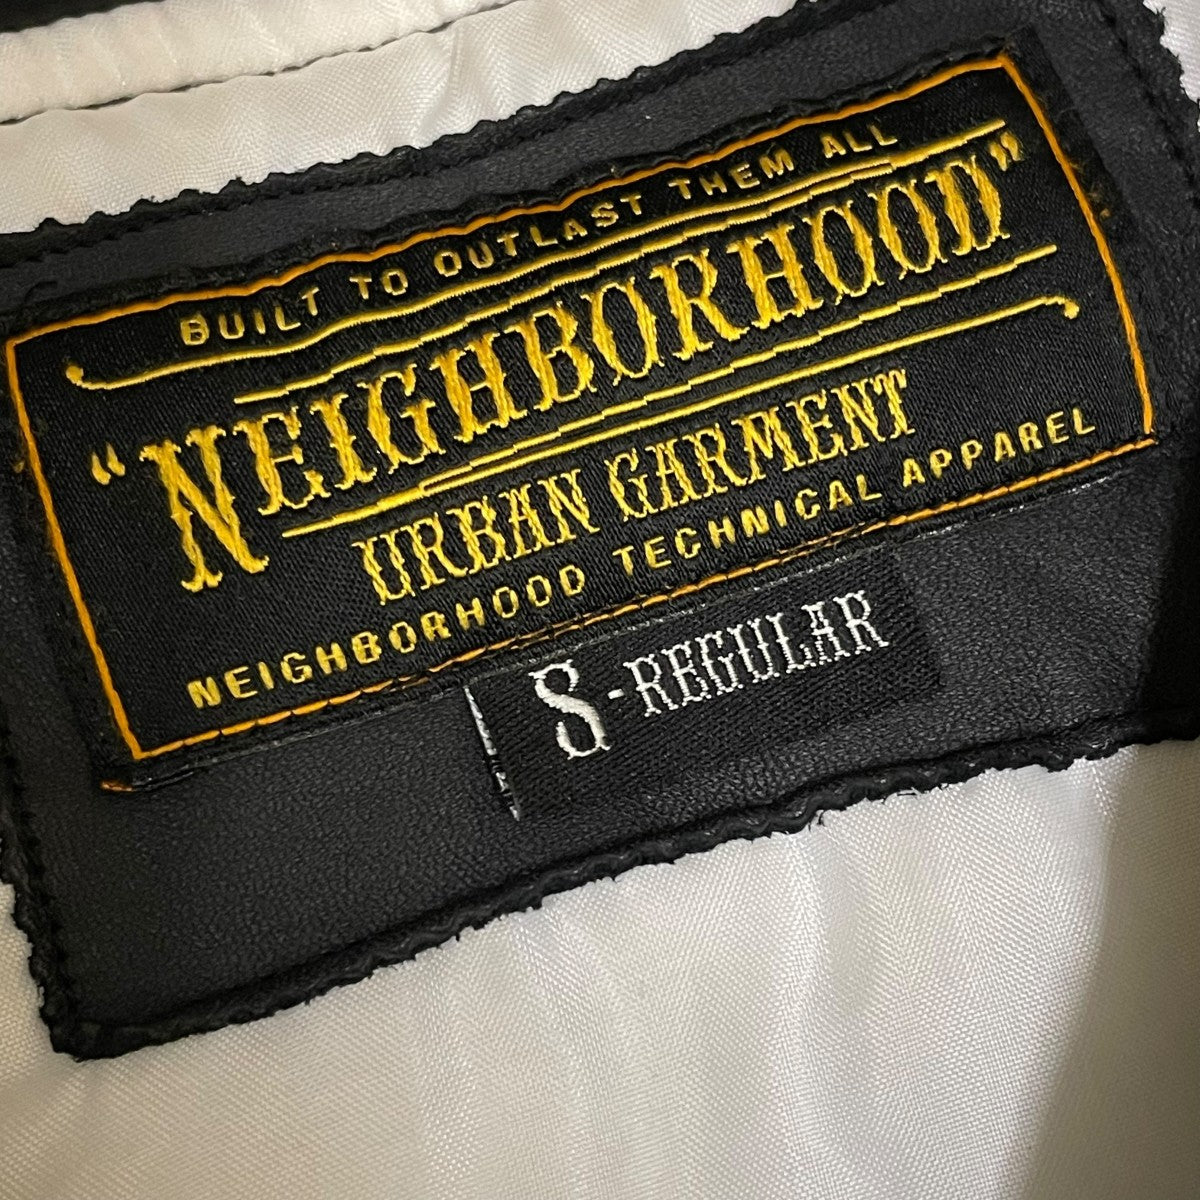 BUILT TO OUTLAST THEM ALL
"NEIGHBORHOOD"
URBAN GARMENT
NEIGHBORHOOD TECHNICAL APPAREL
S-REGULAR